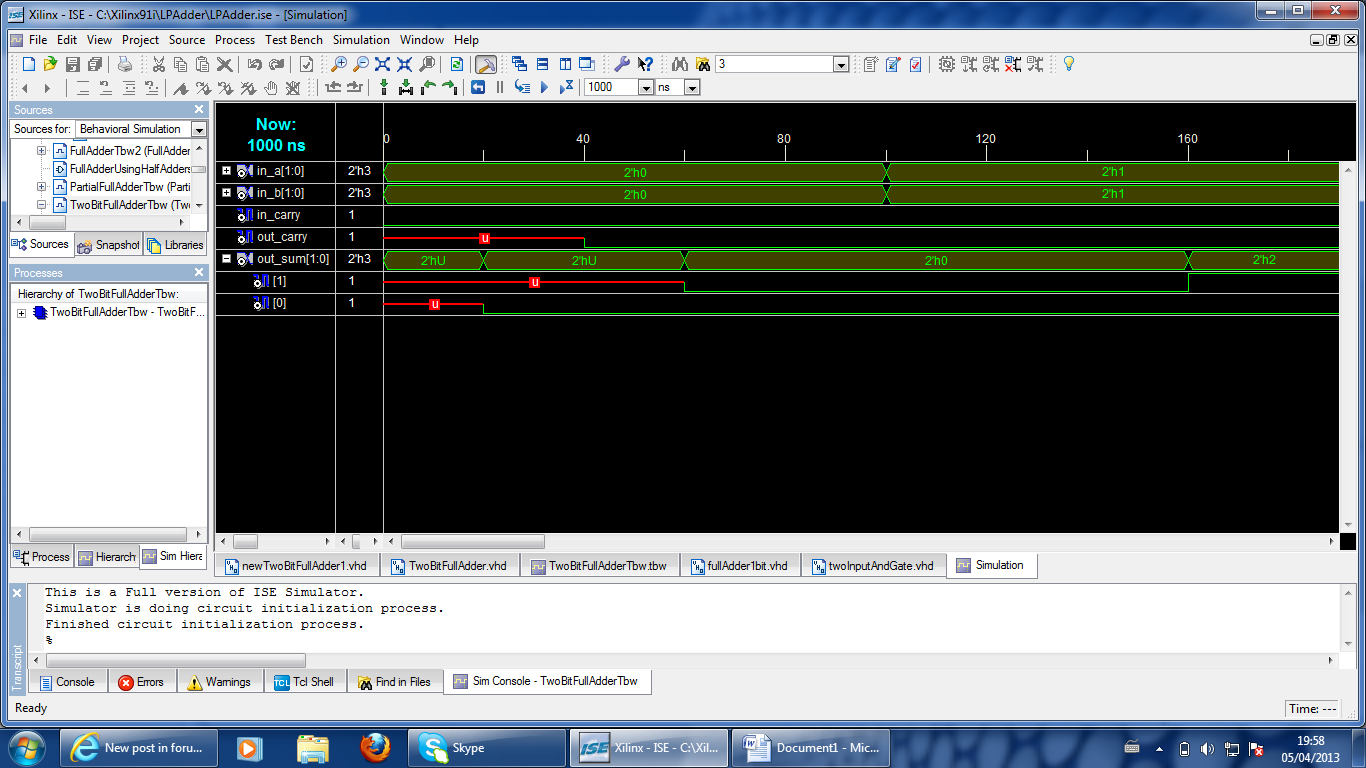 Xilinx - ISE - C:\Xilinx91i\LPAdder\LPAdder.ise - [Simulation]
File Edit View Project Source Process Test Bench Simulation Window Help
3
1000 ns
Sources
Sources for: Behavioral Simulation
FullAdderTbw2 (FullAdder
FullAdderUsingHalfAdders
PartialFullAdderTbw (Parti
TwoBitFullAdderTbw (Two
Sources Snapshot Libraries
Processes
Hierarchy of TwoBitFullAdderTbw:
TwoBitFullAdderTbw - TwoBitF...
Process Hierarch Sim Hiera
Now:
1000 ns
0 40 80 120 160
in_a[1:0] 2'h3 2'h0 2'h1
in_b[1:0] 2'h3 2'h0 2'h1
in_carry 1
out_carry 1 u
out_sum[1:0] 2'h3 2'hU 2'hU 2'h0 2'h2
[1] 1 u
[0] 1 u
newTwoBitFullAdder1.vhd TwoBitFullAdder.vhd TwoBitFullAdderTbw.tbw fullAdder1bit.vhd twoInputAndGate.vhd Simulation
This is a Full version of ISE Simulator.
Simulator is doing circuit initialization process.
Finished circuit initialization process.
%
Transcript
Console Errors Warnings Tcl Shell Find in Files Sim Console - TwoBitFullAdderTbw
Ready
Time: ---
New post in foru... Skype Xilinx - ISE - C:\Xil... Document1 - Mic...
19:58
05/04/2013